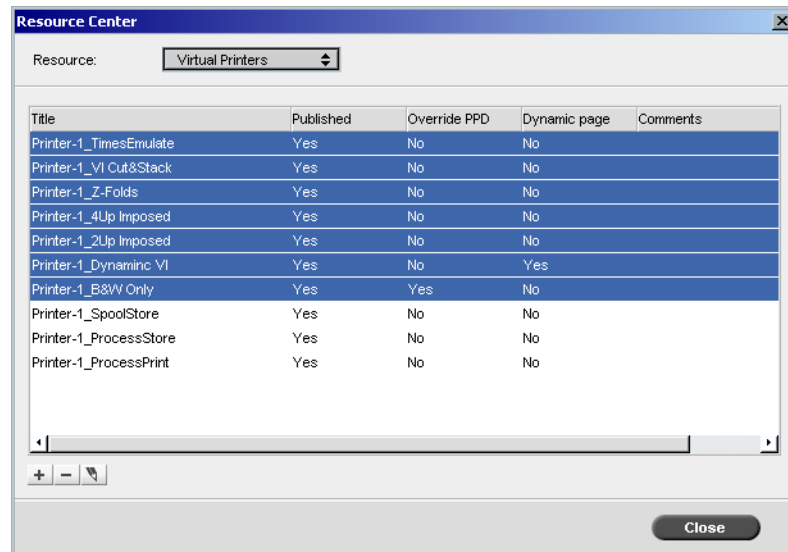 Resource Center
Resource: Virtual Printers
Title Published Override PPD Dynamic page Comments
Printer-1_TimesEmulate Yes No No
Printer-1_VI Cut&Stack Yes No No
Printer-1_Z-Folds Yes No No
Printer-1_4Up Imposed Yes No No
Printer-1_2Up Imposed Yes No No
Printer-1_Dynaminc VI Yes No Yes
Printer-1_B&W Only Yes Yes No
Printer-1_SpoolStore Yes No No
Printer-1_ProcessStore Yes No No
Printer-1_ProcessPrint Yes No No
Close